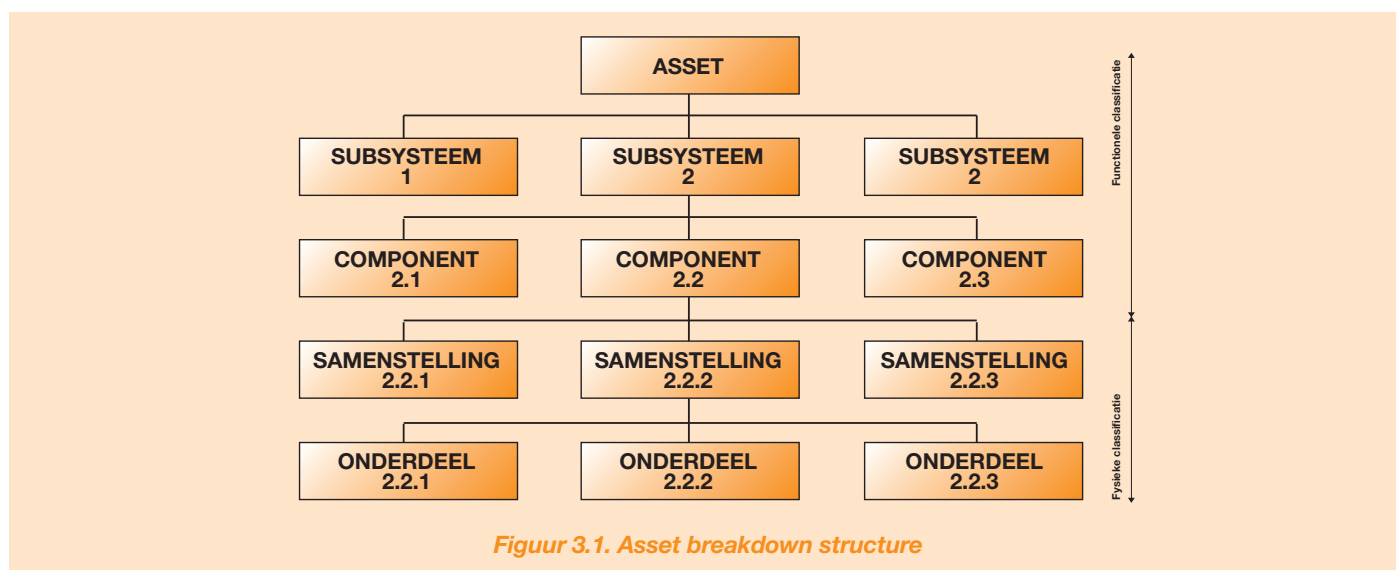 ASSET
SUBSYSTEEM
1
SUBSYSTEEM
2
SUBSYSTEEM
2
COMPONENT
2.1
COMPONENT
2.2
COMPONENT
2.3
SAMENSTELLING
2.2.1
SAMENSTELLING
2.2.2
SAMENSTELLING
2.2.3
ONDERDEEL
2.2.1
ONDERDEEL
2.2.2
ONDERDEEL
2.2.3
Functionele classificatie
Fysieke classificatie
Figuur 3.1. Asset breakdown structure